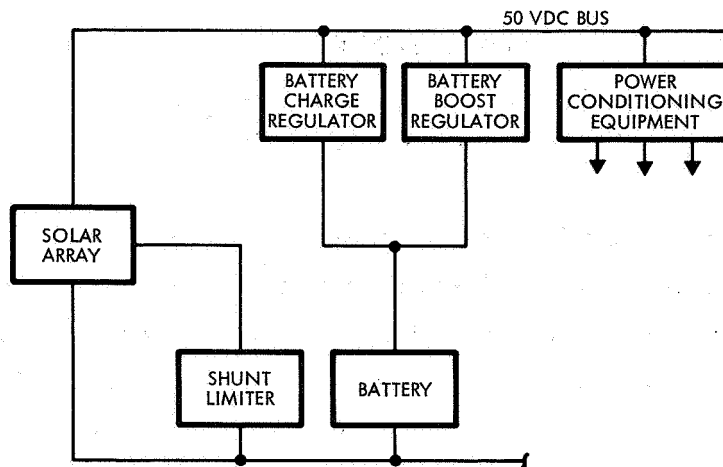 50 VDC BUS
BATTERY
CHARGE
REGULATOR
BATTERY
BOOST
REGULATOR
POWER
CONDITIONING
EQUIPMENT
SOLAR
ARRAY
SHUNT
LIMITER
BATTERY